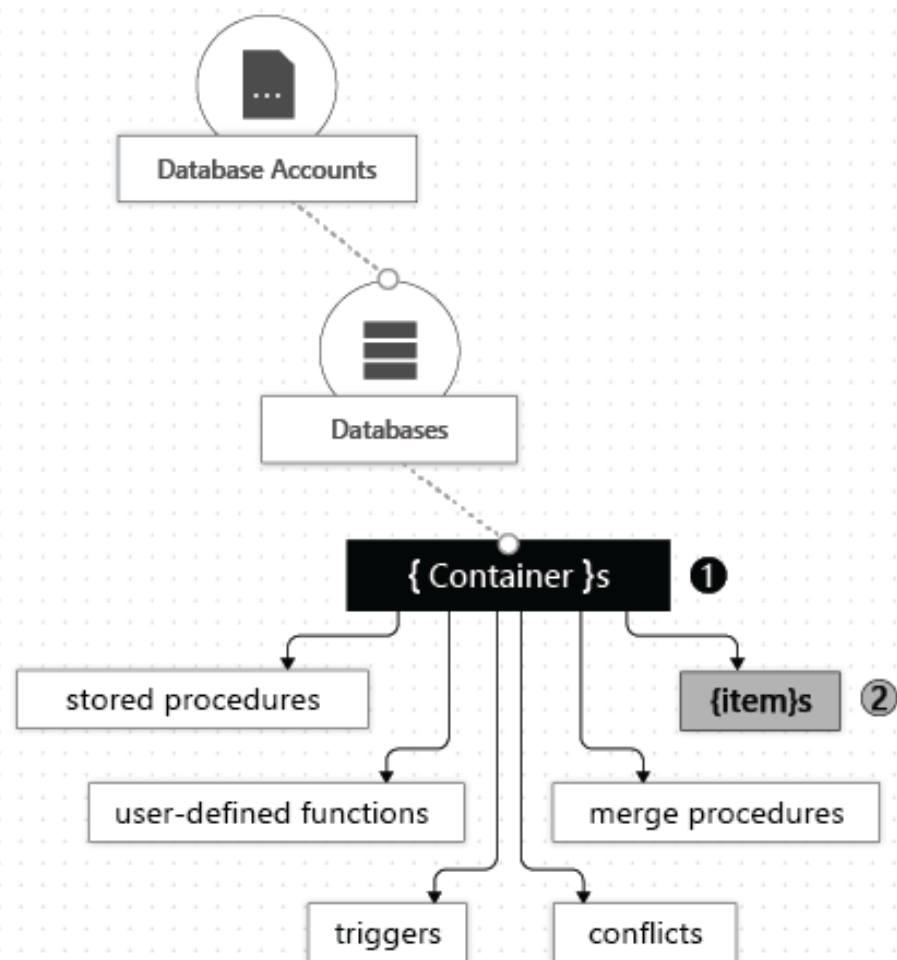 ...
Database Accounts
Databases
{ Container }s 1
stored procedures
{item}s 2
user-defined functions
merge procedures
triggers
conflicts